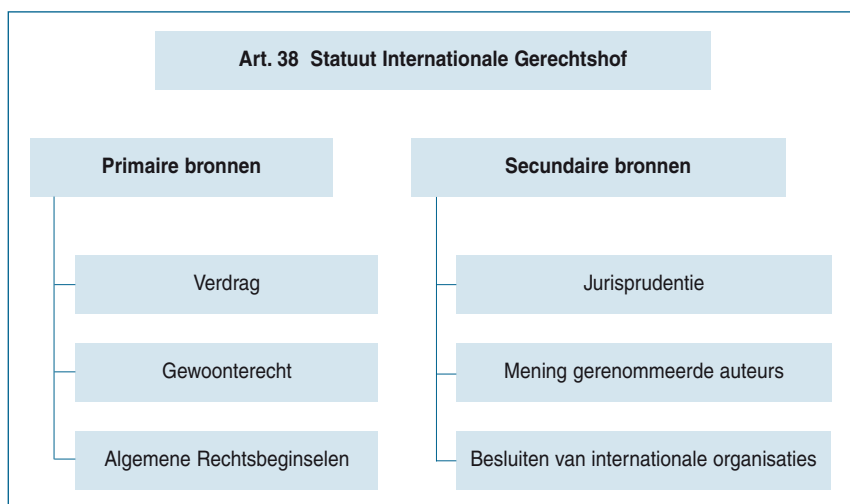 Art. 38 Statuut Internationale Gerechtshof
Primaire bronnen
Verdrag
Gewoonterecht
Algemene Rechtsbeginselen
Secundaire bronnen
Jurisprudentie
Mening gerenommeerde auteurs
Besluiten van internationale organisaties